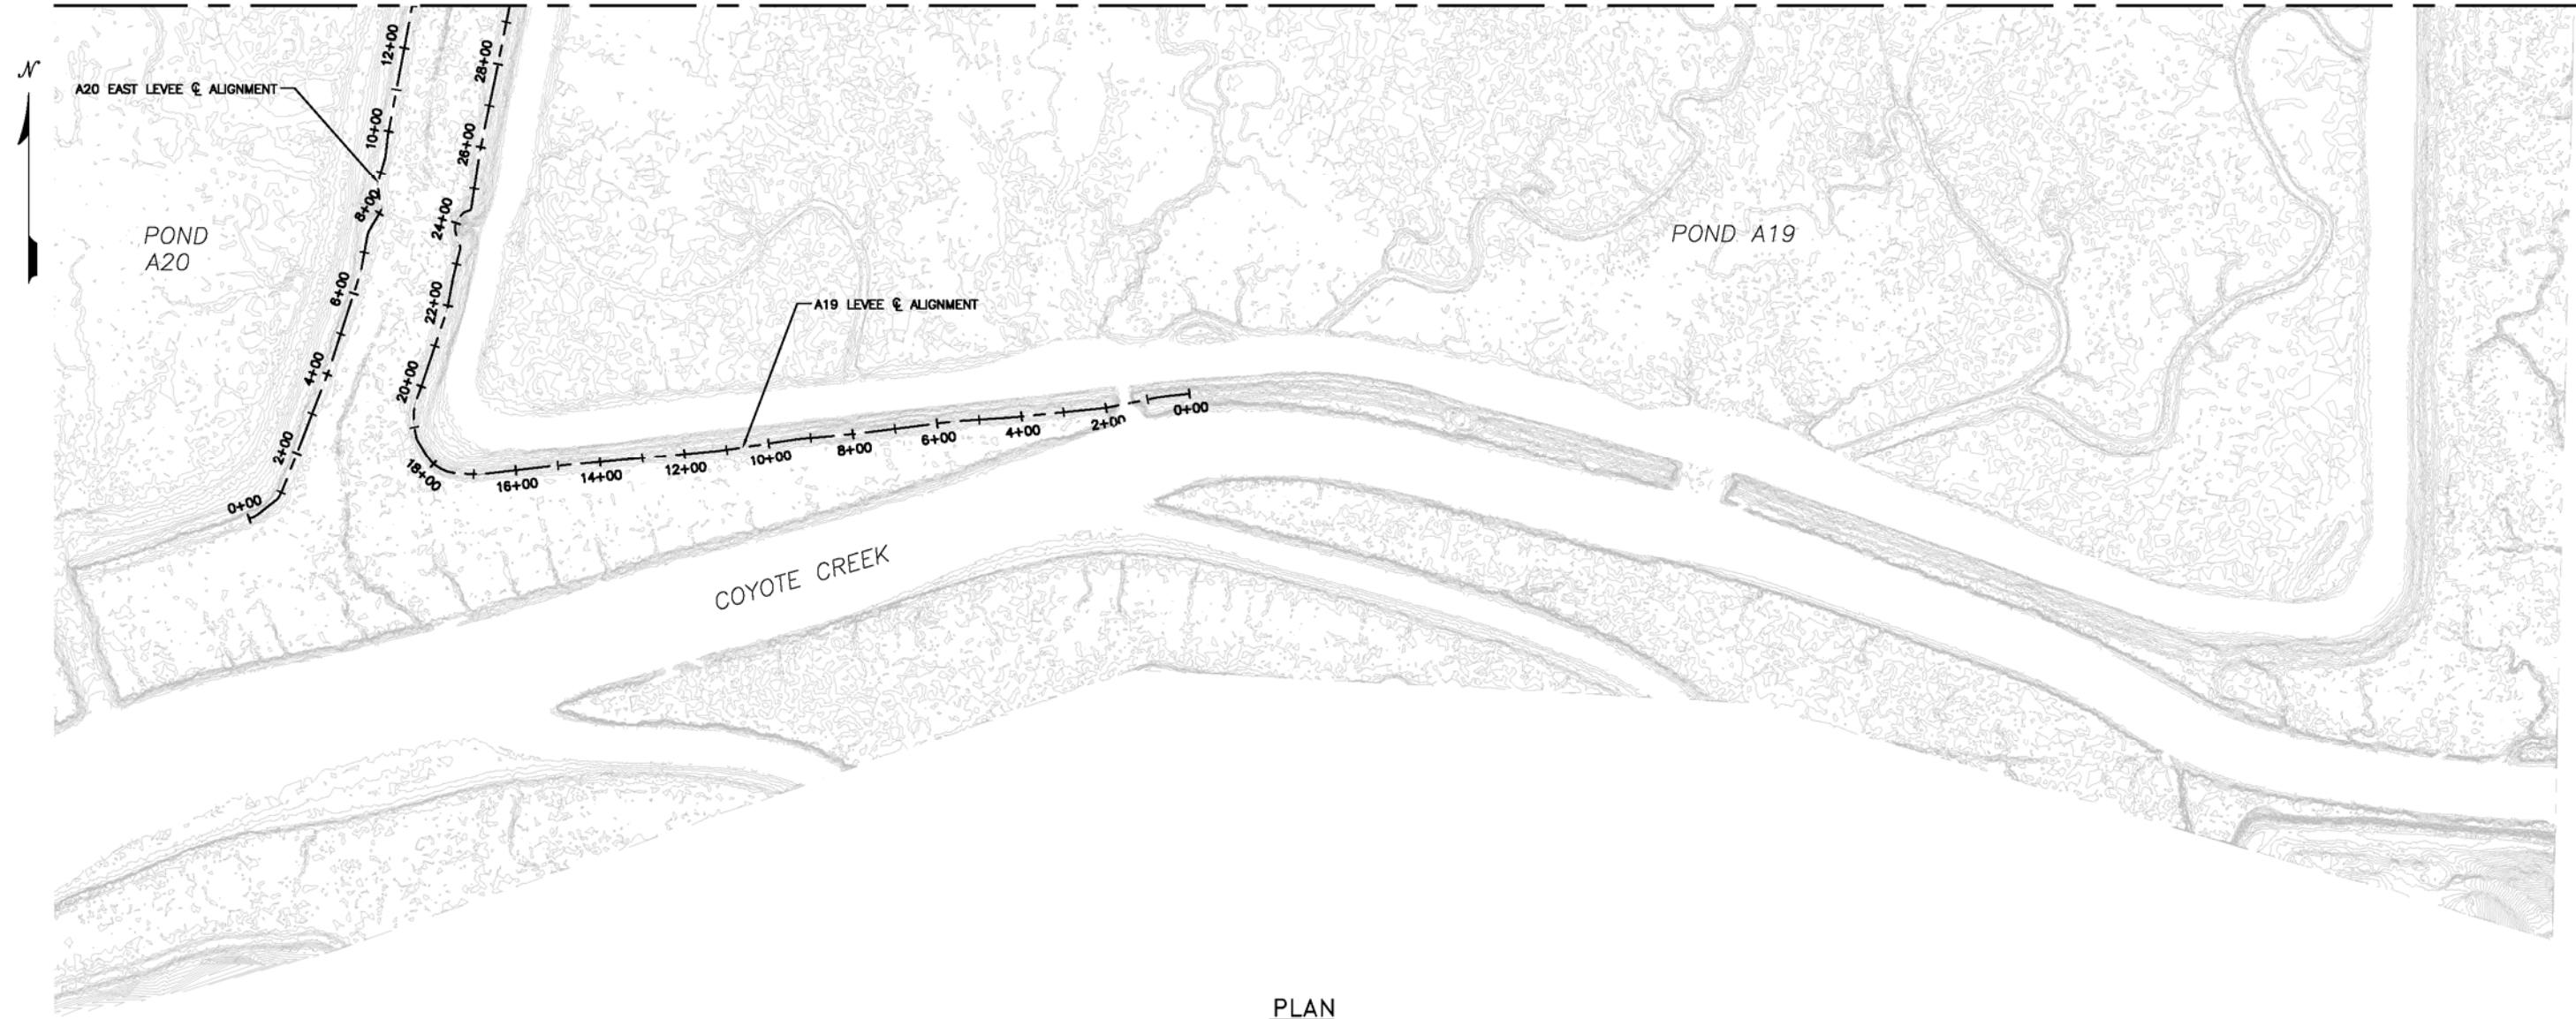 N
A20 EAST LEVEE ℄ ALIGNMENT
12+00
10+00
8+00
6+00
4+00
2+00
0+00
28+00
26+00
24+00
22+00
20+00
18+00
16+00
14+00
12+00
10+00
8+00
6+00
4+00
2+00
0+00
POND
A20
A19 LEVEE ℄ ALIGNMENT
POND A19
COYOTE CREEK
PLAN